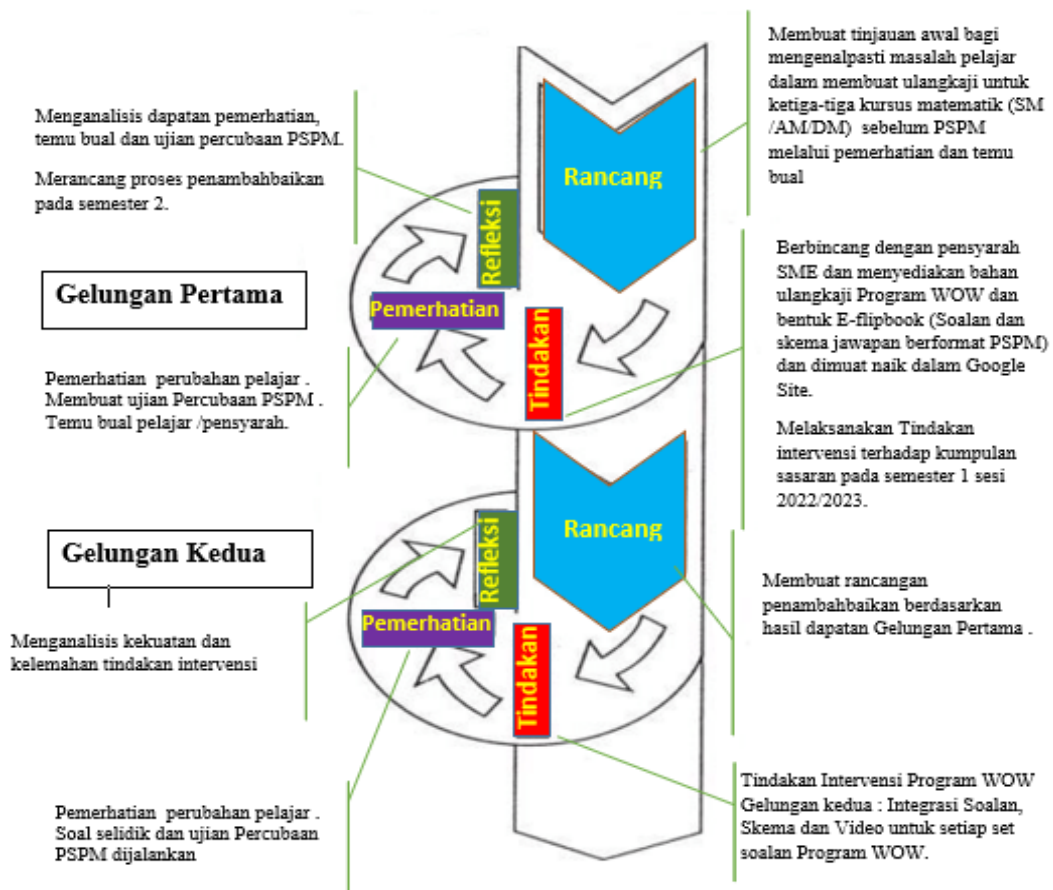 Membuat tinjauan awal bagi
mengenalpasti masalah pelajar
dalam membuat ulangkaji untuk
ketiga-tiga kursus matematik (SM
/AM/DM) sebelum PSPM
melalui pemerhatian dan temu
bual
Menganalisis dapatan pemerhatian,
temu bual dan ujian percubaan PSPM.
Merancang proses penambahbaikan
pada semester 2.
Rancang
Refleksi
Gelungan Pertama
Pemerhatian
Tindakan
Berbincang dengan pensyarah
SME dan menyediakan bahan
ulangkaji Program WOW dan
bentuk E-flipbook (Soalan dan
skema jawapan berformat PSPM)
dan dimuat naik dalam Google
Site.
Melaksanakan Tindakan
intervensi terhadap kumpulan
sasaran pada semester 1 sesi
2022/2023.
Pemerhatian perubahan pelajar .
Membuat ujian Percubaan PSPM .
Temu bual pelajar /pensyarah.
Rancang
Refleksi
Gelungan Kedua
Pemerhatian
Tindakan
Membuat rancangan
penambahbaikan berdasarkan
hasil dapatan Gelungan Pertama .
Menganalisis kekuatan dan
kelemahan tindakan intervensi
Tindakan Intervensi Program WOW
Gelungan kedua : Integrasi Soalan,
Skema dan Video untuk setiap set
soalan Program WOW.
Pemerhatian perubahan pelajar .
Soal selidik dan ujian Percubaan
PSPM dijalankan